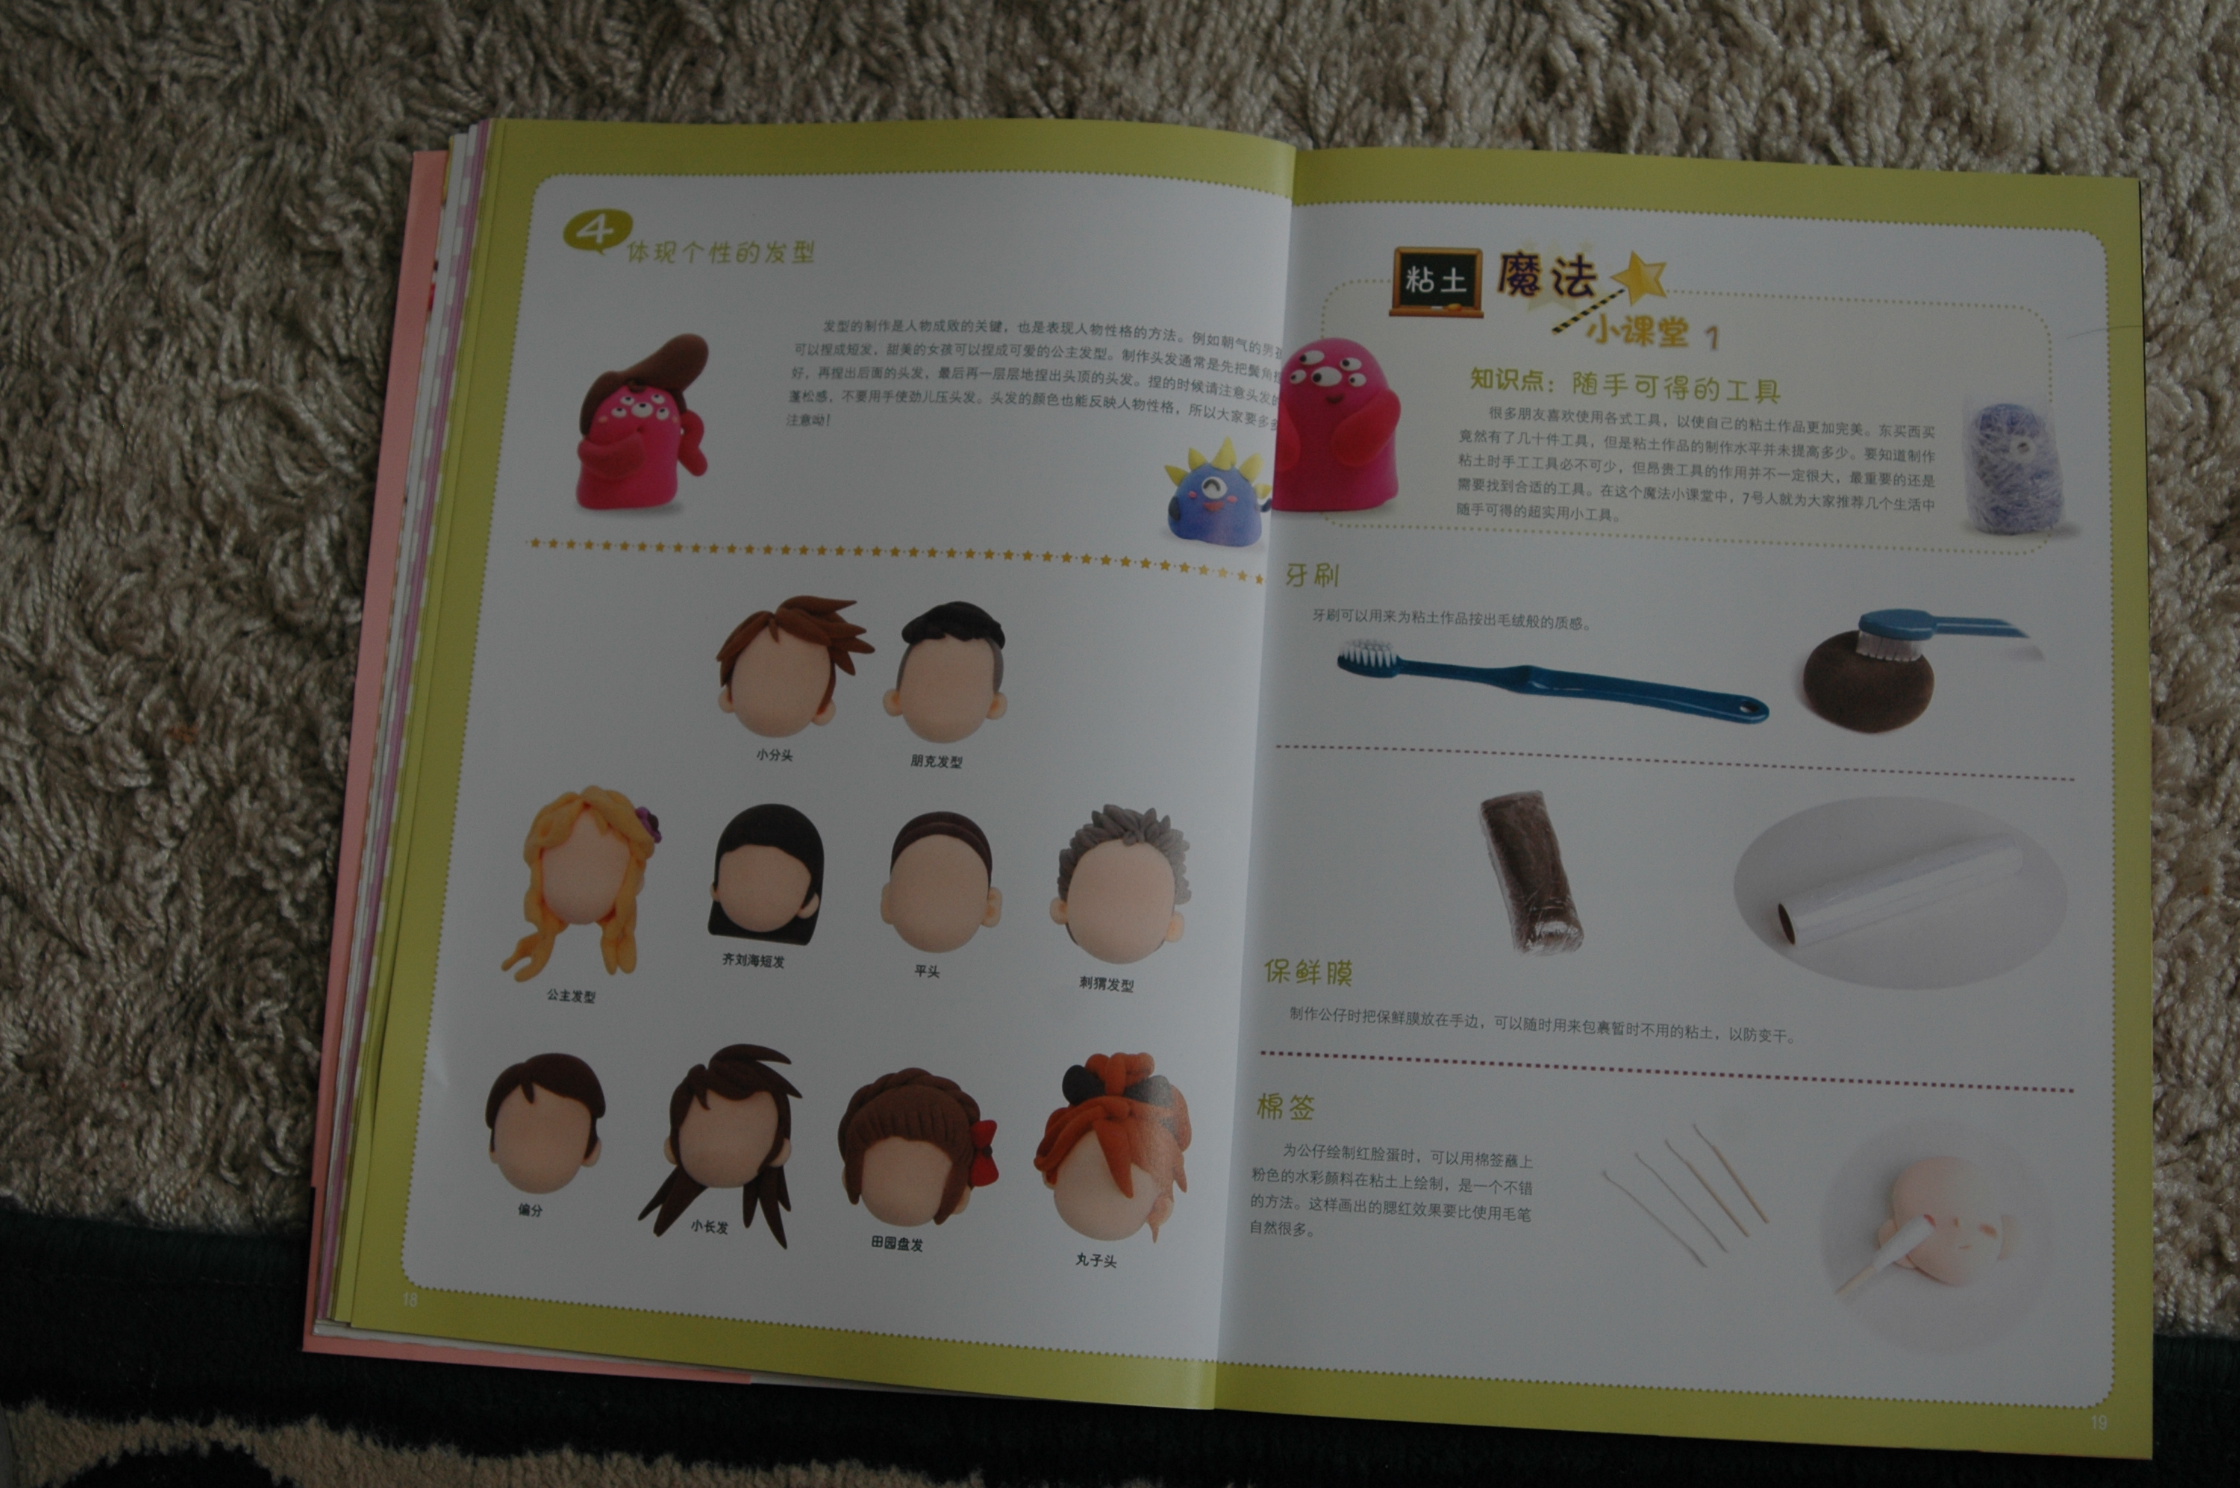 4
体现个性的发型
发型的制作是人物成败的关键，也是表现人物性格的方法。例如朝气的男孩
可以捏成短发，甜美的女孩可以捏成可爱的公主发型。制作头发通常是先把鬓角
好，再捏出后面的头发，最后再一层层地捏出头顶的头发。捏的时候请注意头发的
蓬松感，不要用手使劲儿压头发。头发的颜色也能反映人物性格，所以大家要多多
注意呦！
小分头
朋克发型
公主发型
齐刘海短发
平头
刺猬发型
偏分
小长发
田园盘发
丸子头
18
粘土
魔法
小课堂 1
知识点：随手可得的工具
很多朋友喜欢使用各式工具，以使自己的粘土作品更加完美。东买西买
竟然有了几十件工具，但是粘土作品的制作水平并未提高多少。要知道制作
粘土时手工工具必不可少，但昂贵工具的作用并不一定很大，最重要的还是
需要找到合适的工具。在这个魔法小课堂中，7号人就为大家推荐几个生活中
随手可得的超实用小工具。
牙刷
牙刷可以用来为粘土作品按出毛绒般的质感。
保鲜膜
制作公仔时把保鲜膜放在手边，可以随时用来包裹暂时不用的粘土，以防变干。
棉签
为公仔绘制红脸蛋时，可以用棉签蘸上
粉色的水彩颜料在粘土上绘制，是一个不错
的方法。这样画出的腮红效果要比使用毛笔
自然很多。
19